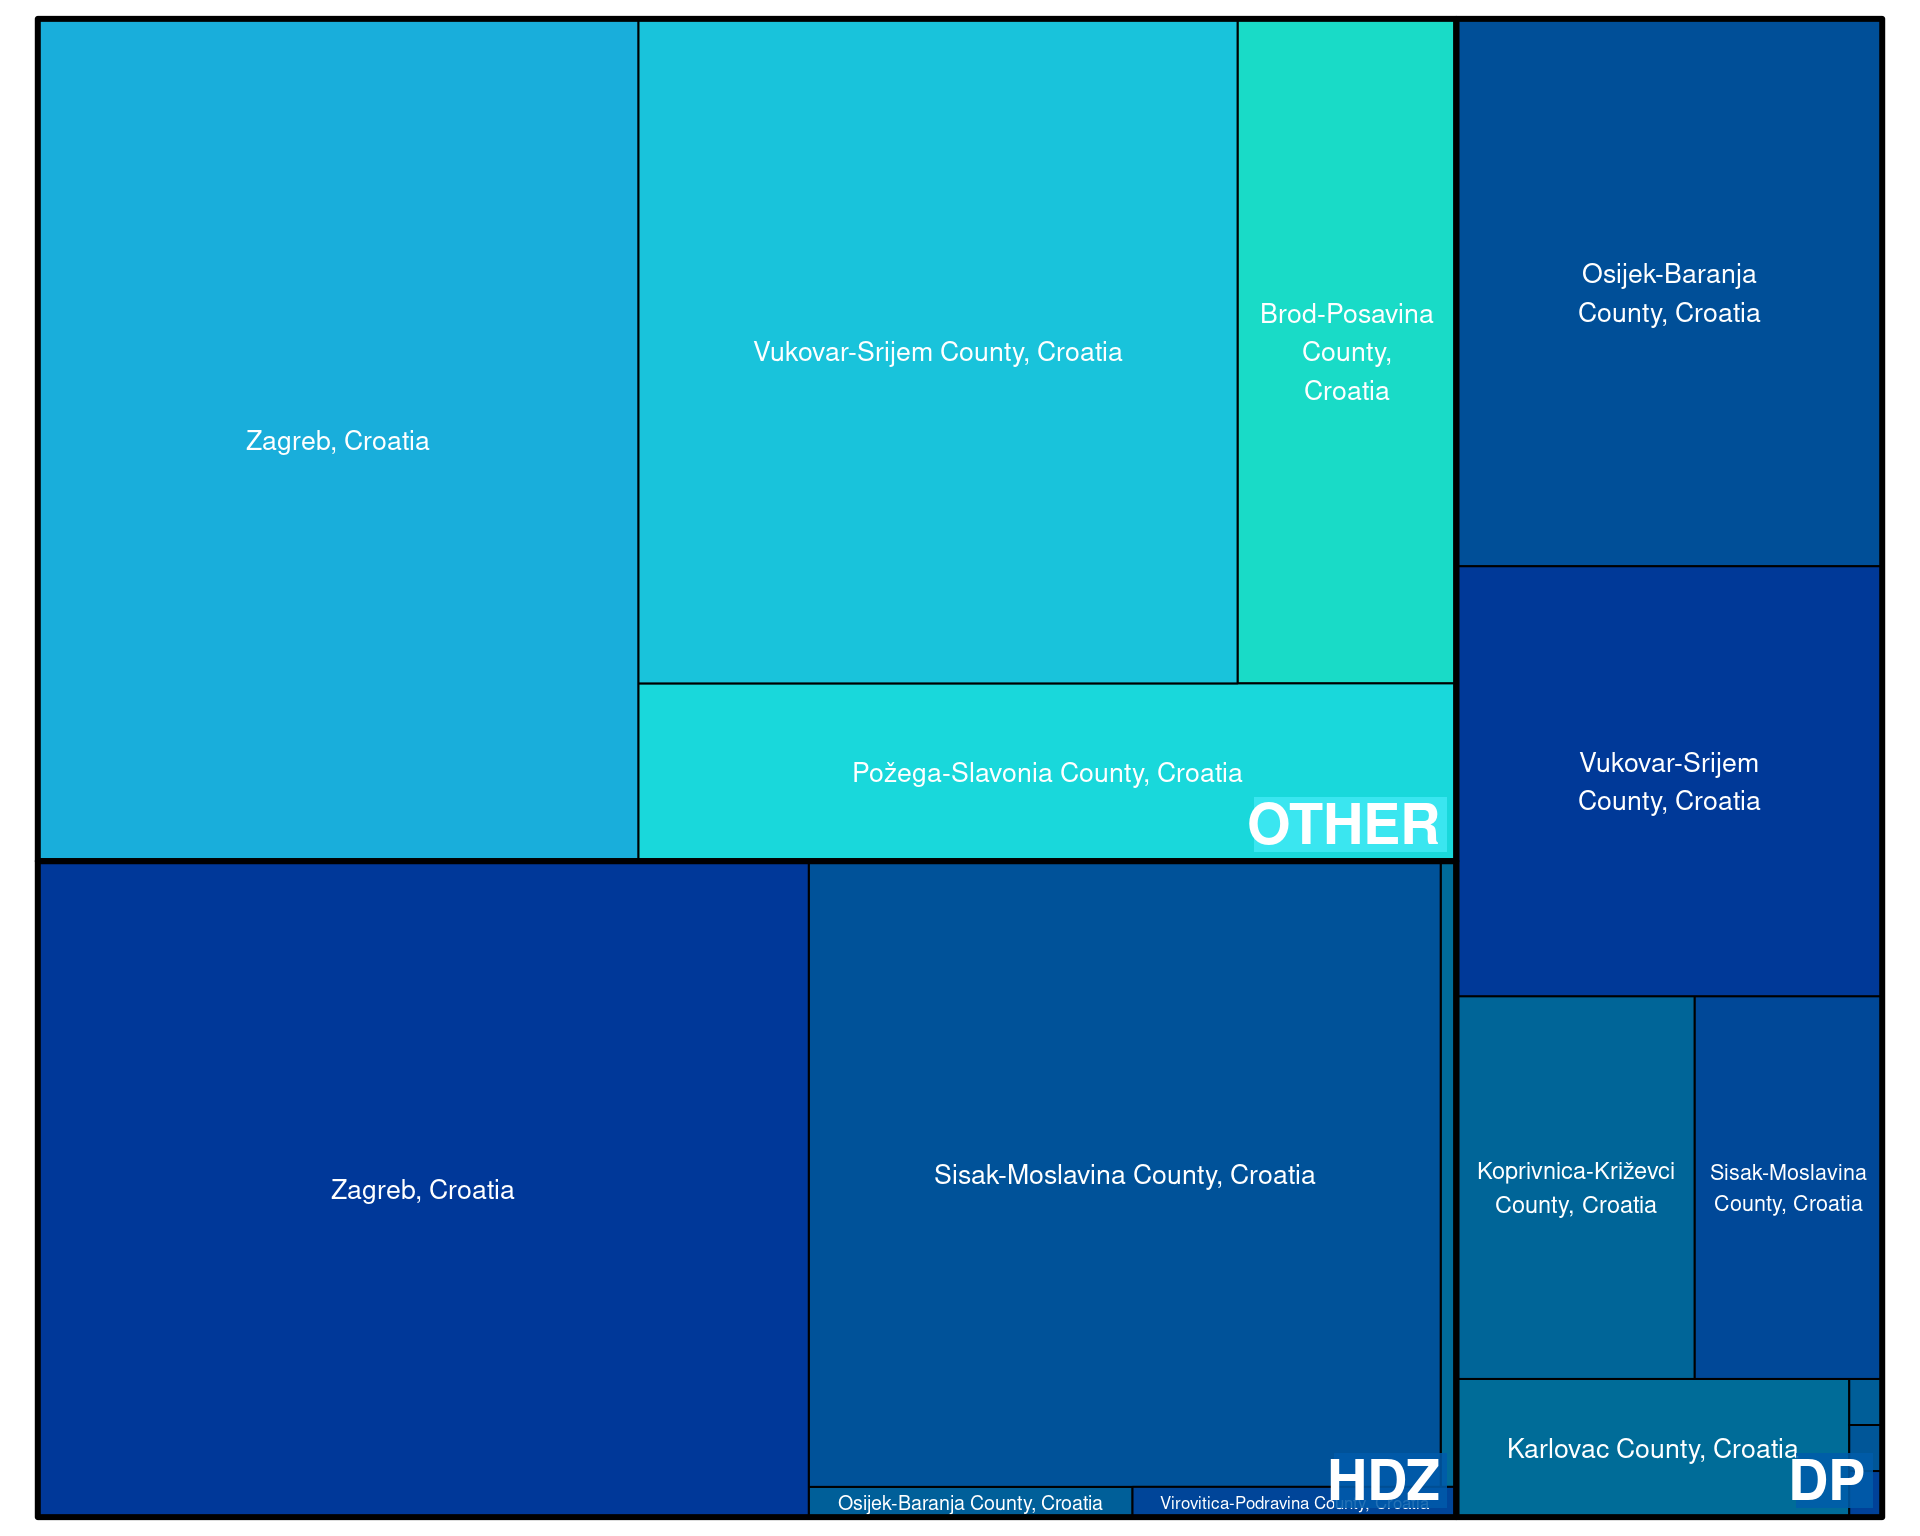 Zagreb, Croatia
Vukovar-Srijem County, Croatia
Brod-Posavina
County,
Croatia
Požega-Slavonia County, Croatia
OTHER
Osijek-Baranja
County, Croatia
Vukovar-Srijem
County, Croatia
Koprivnica-Križevci
County, Croatia
Sisak-Moslavina
County, Croatia
Karlovac County, Croatia
DP
Zagreb, Croatia
Sisak-Moslavina County, Croatia
Osijek-Baranja County, Croatia
Virovitica-Podravina County, Croatia
HDZ